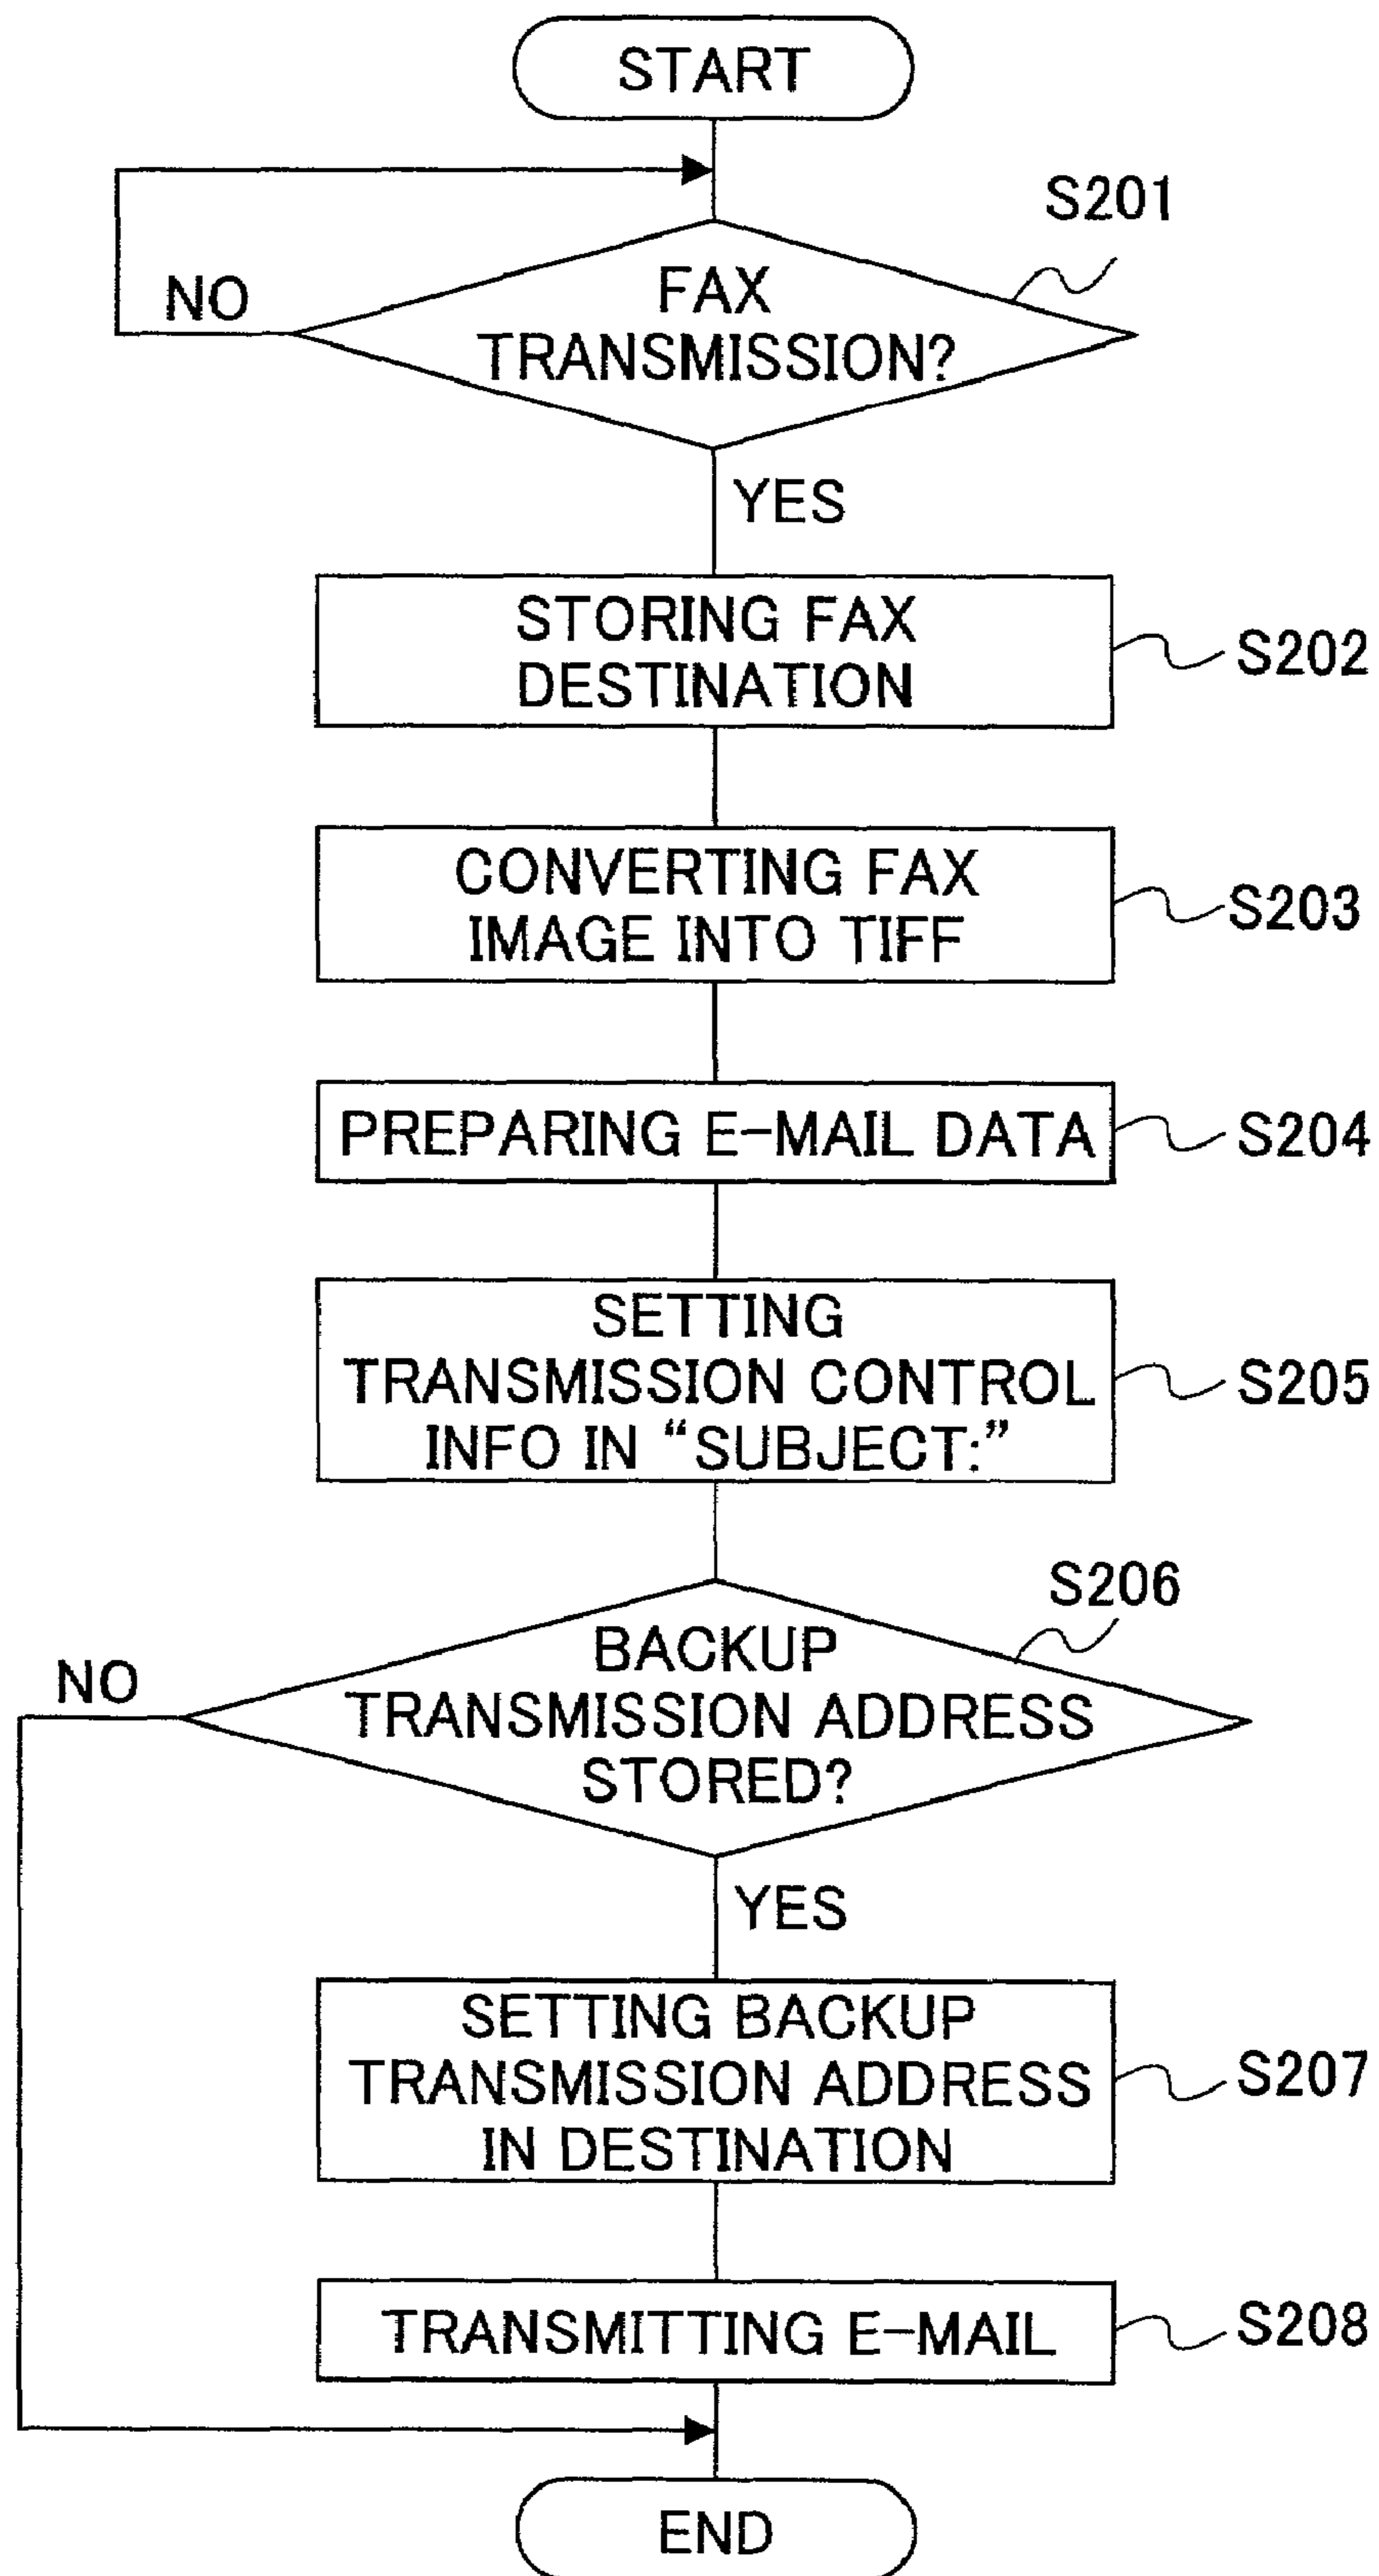 START
S201
FAX
TRANSMISSION?
NO
YES
STORING FAX
DESTINATION
S202
CONVERTING FAX
IMAGE INTO TIFF
S203
PREPARING E-MAIL DATA
S204
SETTING
TRANSMISSION CONTROL
INFO IN “SUBJECT:”
S205
S206
BACKUP
TRANSMISSION ADDRESS
STORED?
NO
YES
SETTING BACKUP
TRANSMISSION ADDRESS
IN DESTINATION
S207
TRANSMITTING E-MAIL
S208
END